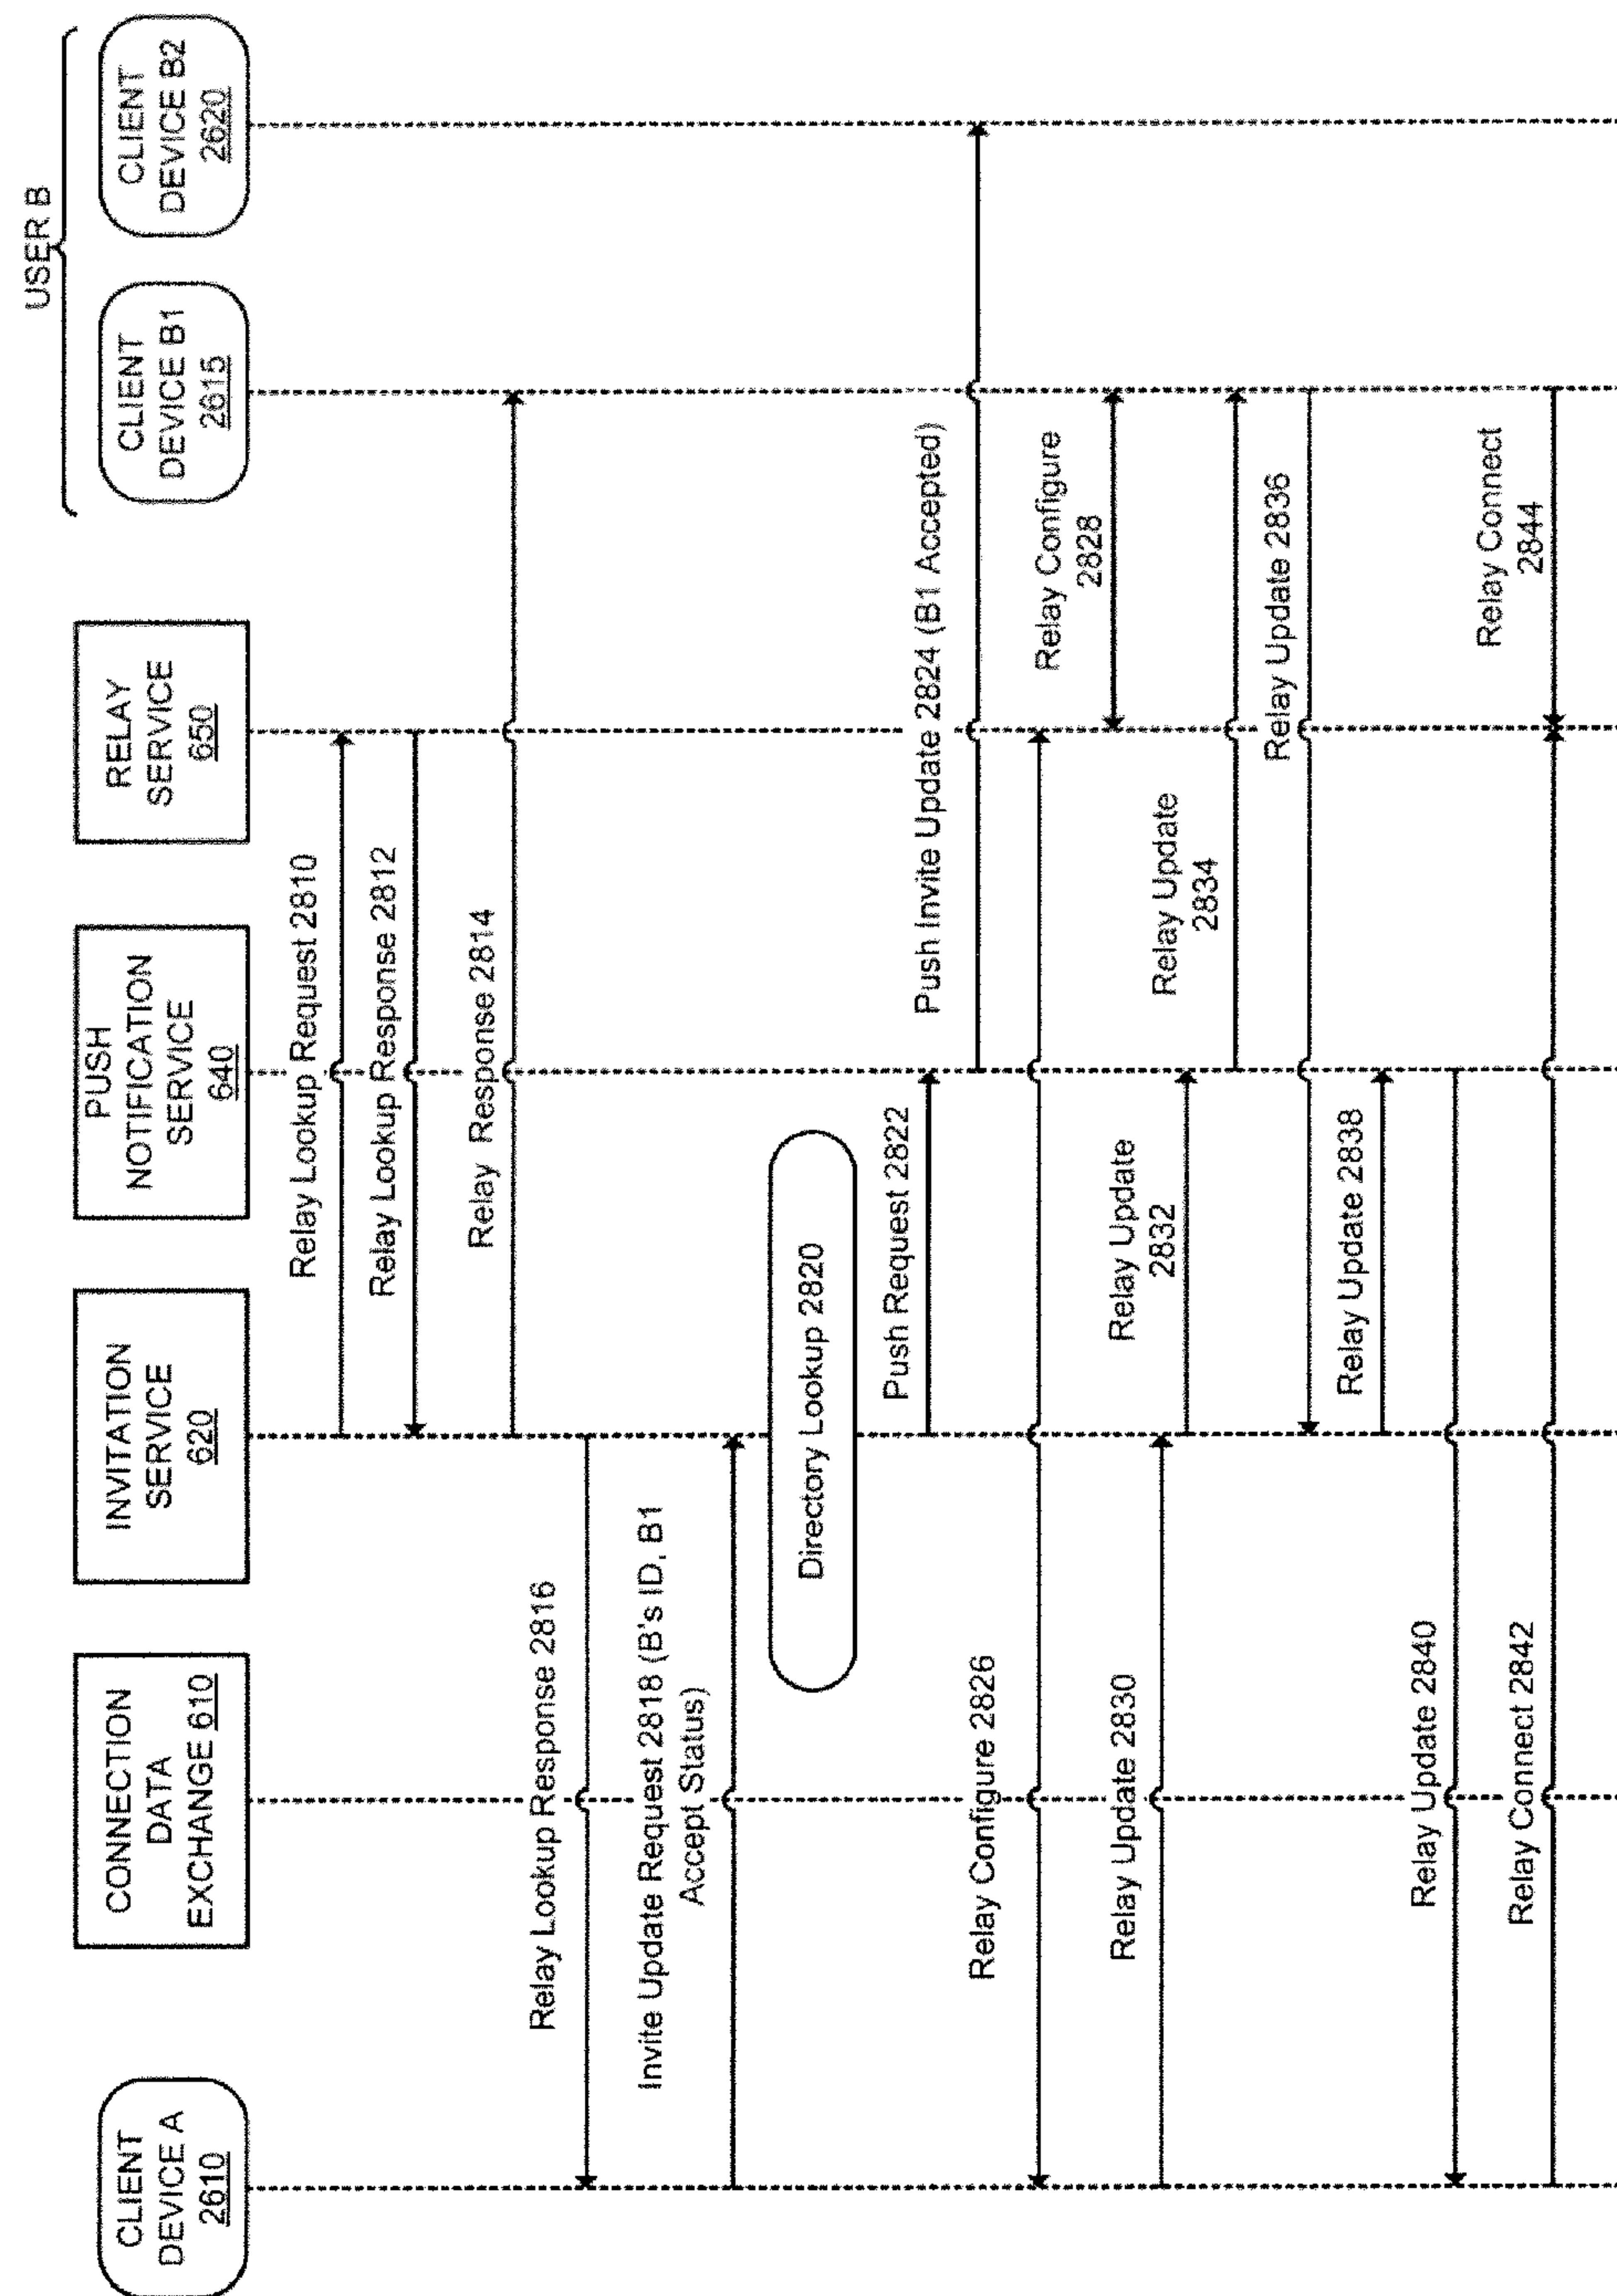 USER B
CLIENT
DEVICE A
2610
CONNECTION
DATA
EXCHANGE 610
INVITATION
SERVICE
620
PUSH
NOTIFICATION
SERVICE
640
RELAY
SERVICE
650
CLIENT
DEVICE B1
2615
CLIENT
DEVICE B2
2620
Relay Lookup Request 2810
Relay Lookup Response 2812
Relay Response 2814
Relay Lookup Response 2816
Invite Update Request 2818 (B's ID, B1
Accept Status)
Directory Lookup 2820
Push Request 2822
Push Invite Update 2824 (B1 Accepted)
Relay Configure 2826
Relay Configure
2828
Relay Update 2830
Relay Update
2832
Relay Update
2834
Relay Update 2836
Relay Update 2838
Relay Update 2840
Relay Connect 2842
Relay Connect
2844